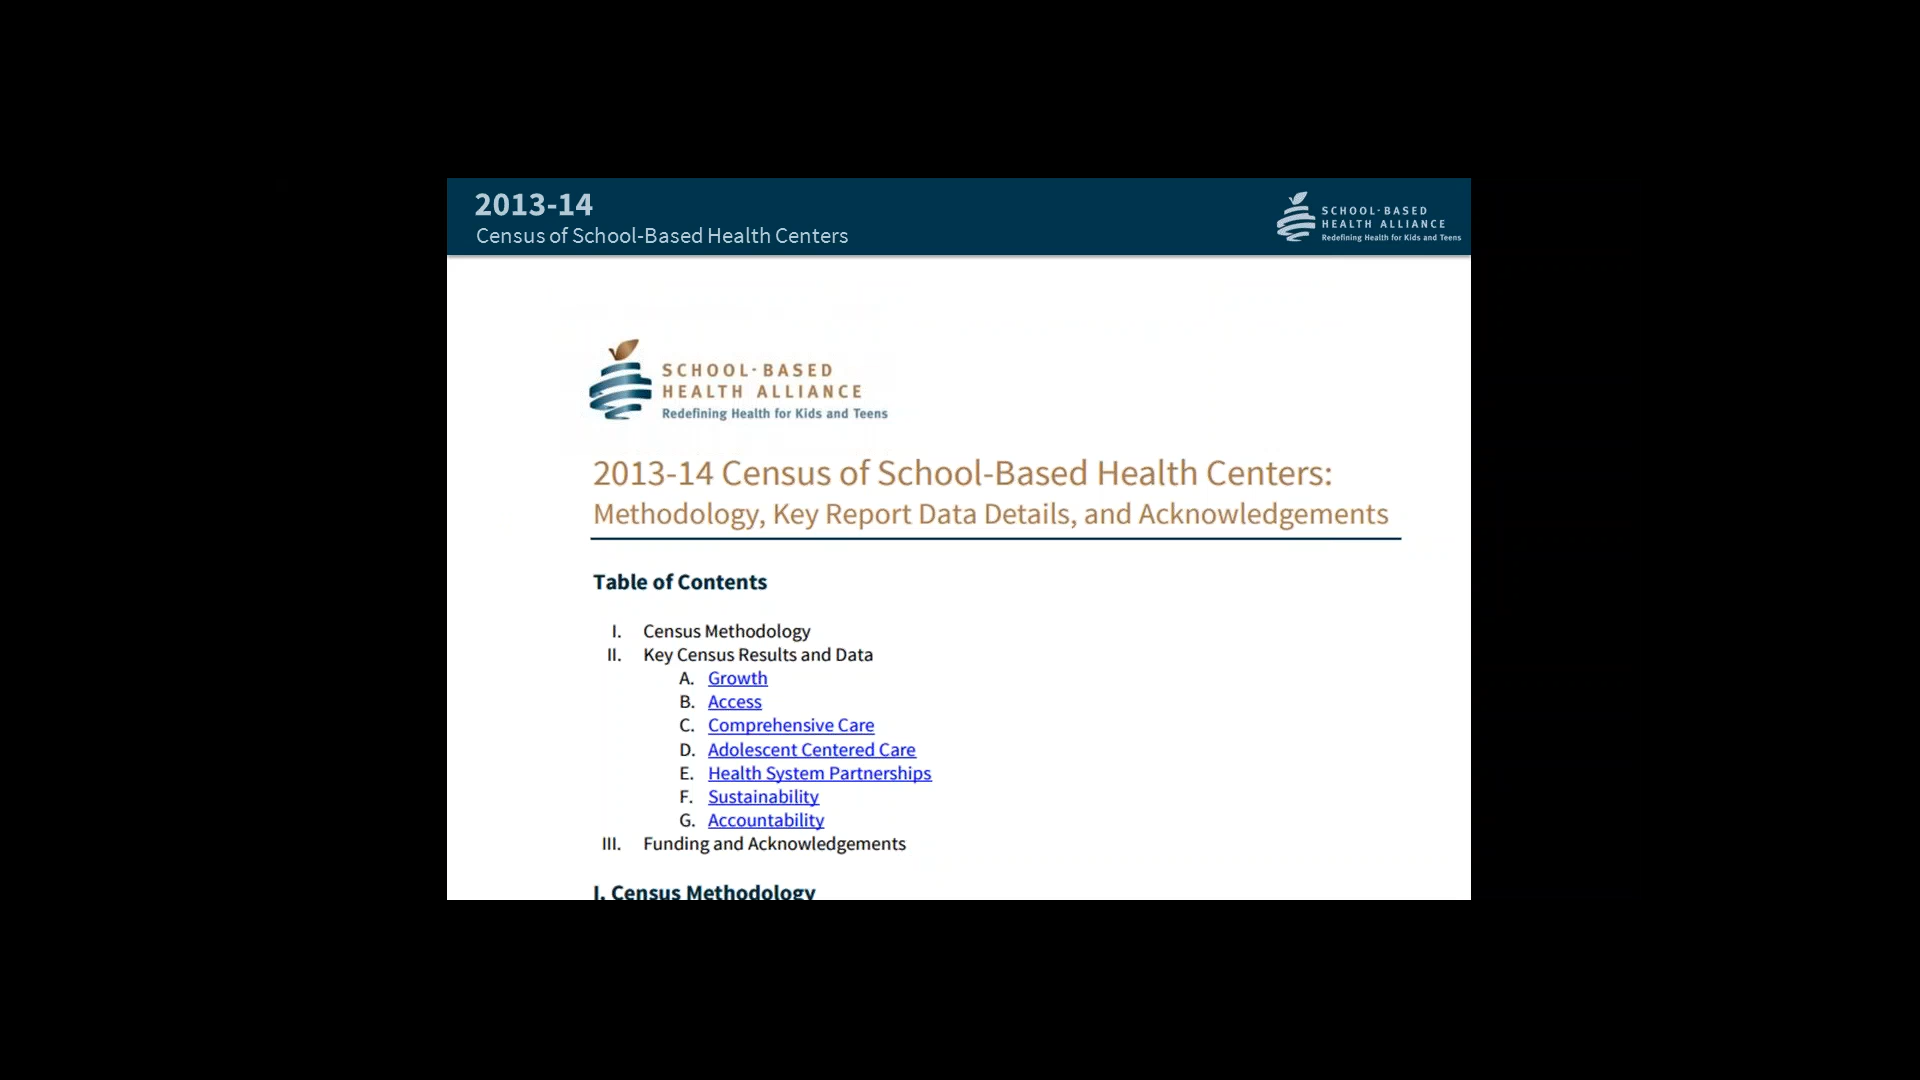 2013-14
Census of School-Based Health Centers
SCHOOL-BASED
HEALTH ALLIANCE
Redefining Health for Kids and Teens
SCHOOL-BASED
HEALTH ALLIANCE
Redefining Health for Kids and Teens
2013-14 Census of School-Based Health Centers:
Methodology, Key Report Data Details, and Acknowledgements
Table of Contents
I. Census Methodology
II. Key Census Results and Data
A. Growth
B. Access
C. Comprehensive Care
D. Adolescent Centered Care
E. Health System Partnerships
F. Sustainability
G. Accountability
III. Funding and Acknowledgements
I. Census Methodology